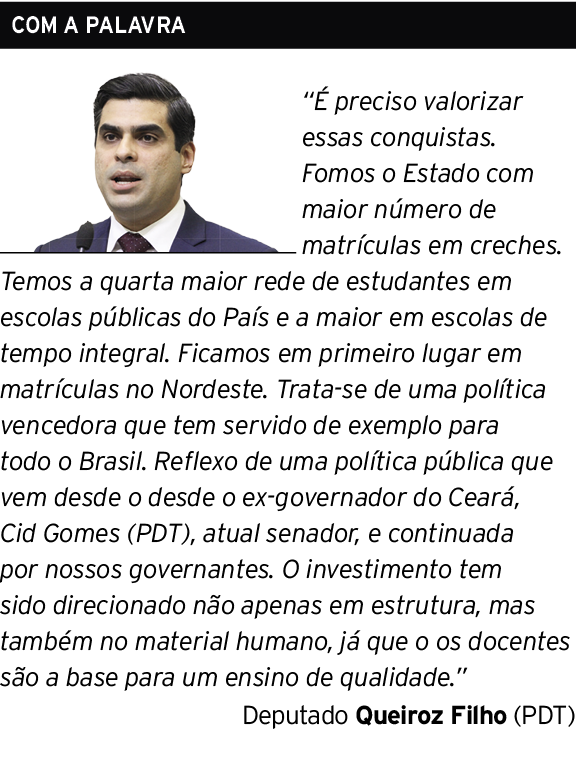 COM A PALAVRA
“É preciso valorizar
essas conquistas.
Fomos o Estado com
maior número de
matrículas em creches.
Temos a quarta maior rede de estudantes em
escolas públicas do País e a maior em escolas de
tempo integral. Ficamos em primeiro lugar em
matrículas no Nordeste. Trata-se de uma política
vencedora que tem servido de exemplo para
todo o Brasil. Reflexo de uma política pública que
vem desde o desde o ex-governador do Ceará,
Cid Gomes (PDT), atual senador, e continuada
por nossos governantes. O investimento tem
sido direcionado não apenas em estrutura, mas
também no material humano, já que o os docentes
são a base para um ensino de qualidade.”
Deputado Queiroz Filho (PDT)